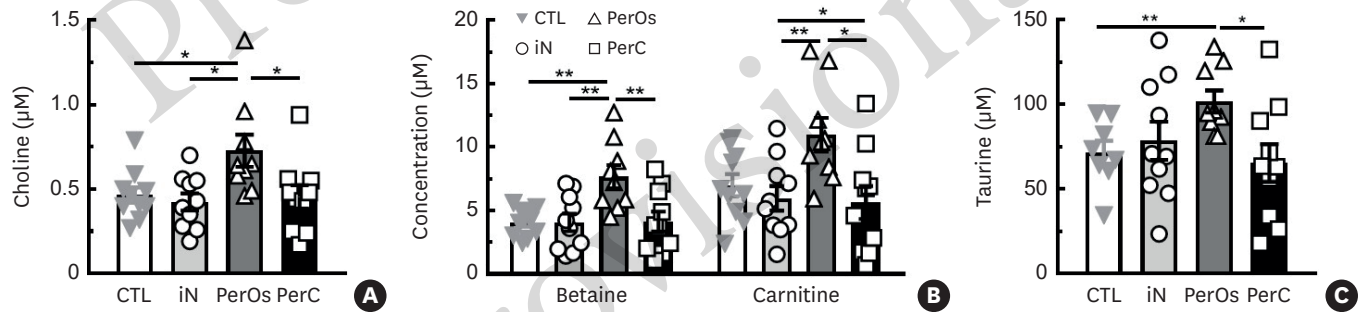 1.5
1.0
0.5
0
Choline (µM)
*
*
*
CTL iN PerOs PerC
A
20
15
10
5
0
Concentration (µM)
CTL PerOs
iN PerC
**
**
**
*
**
*
Betaine Carnitine
B
150
100
50
0
Taurine (µM)
**
*
CTL iN PerOs PerC
C